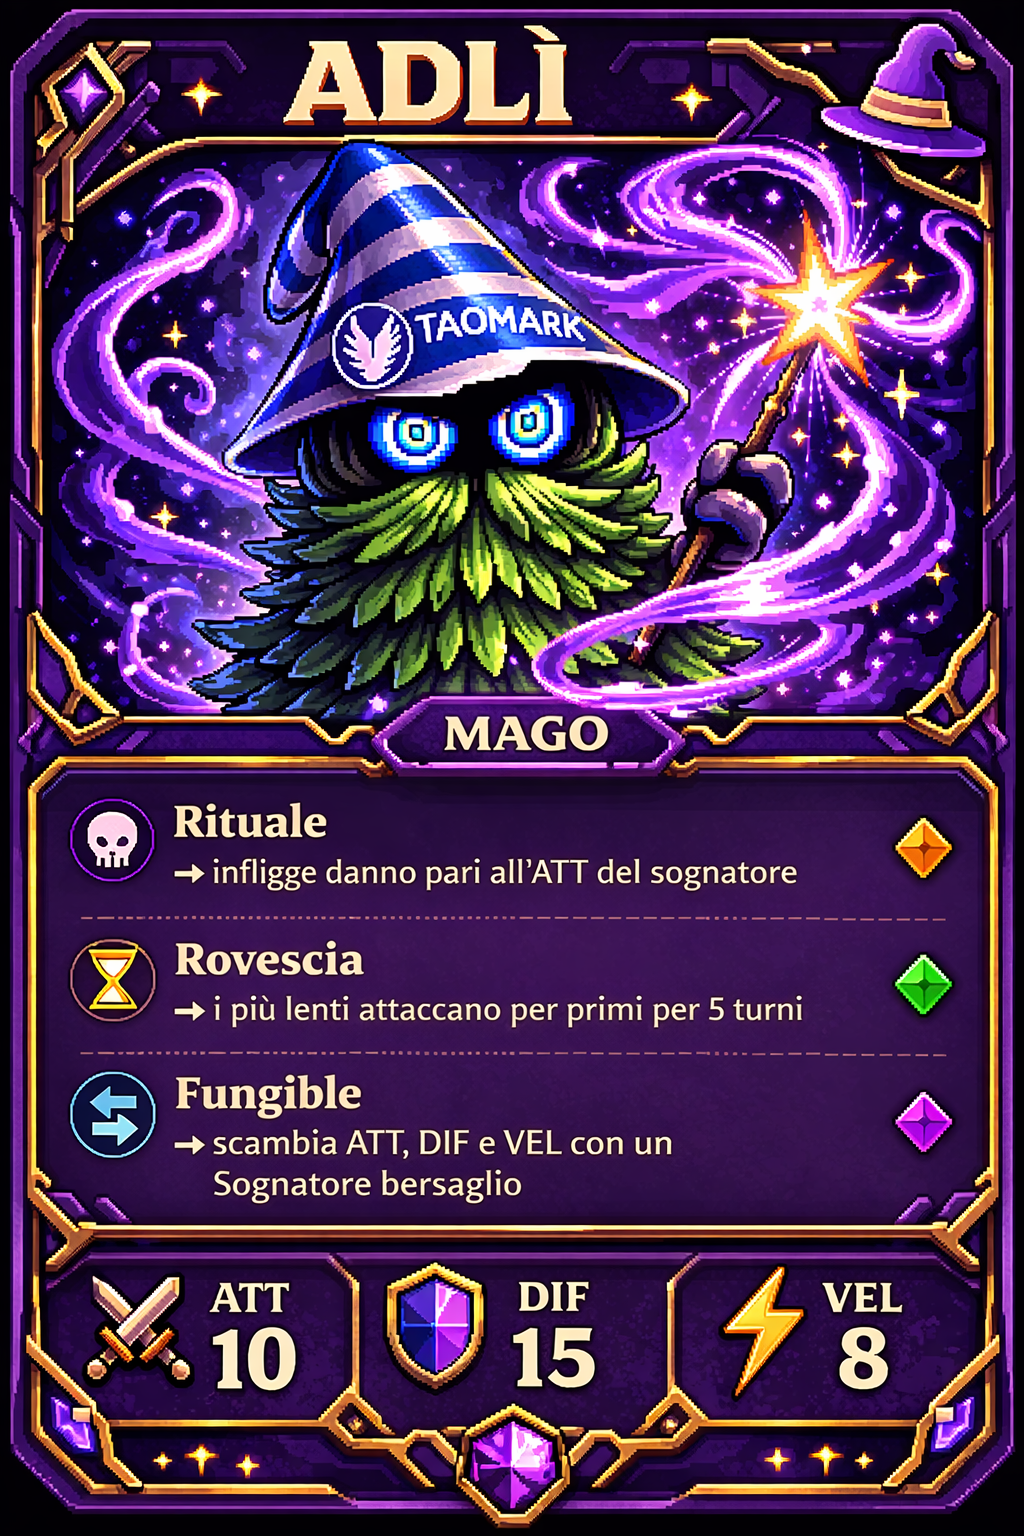 ADLÌ
TAOMARK
MAGO
Rituale
→ infligge danno pari all'ATT del sognatore
Rovescia
→ i più lenti attaccano per primi per 5 turni
Fungible
→ scambia ATT, DIF e VEL con un
Sognatore bersaglio
ATT
10
DIF
15
VEL
8